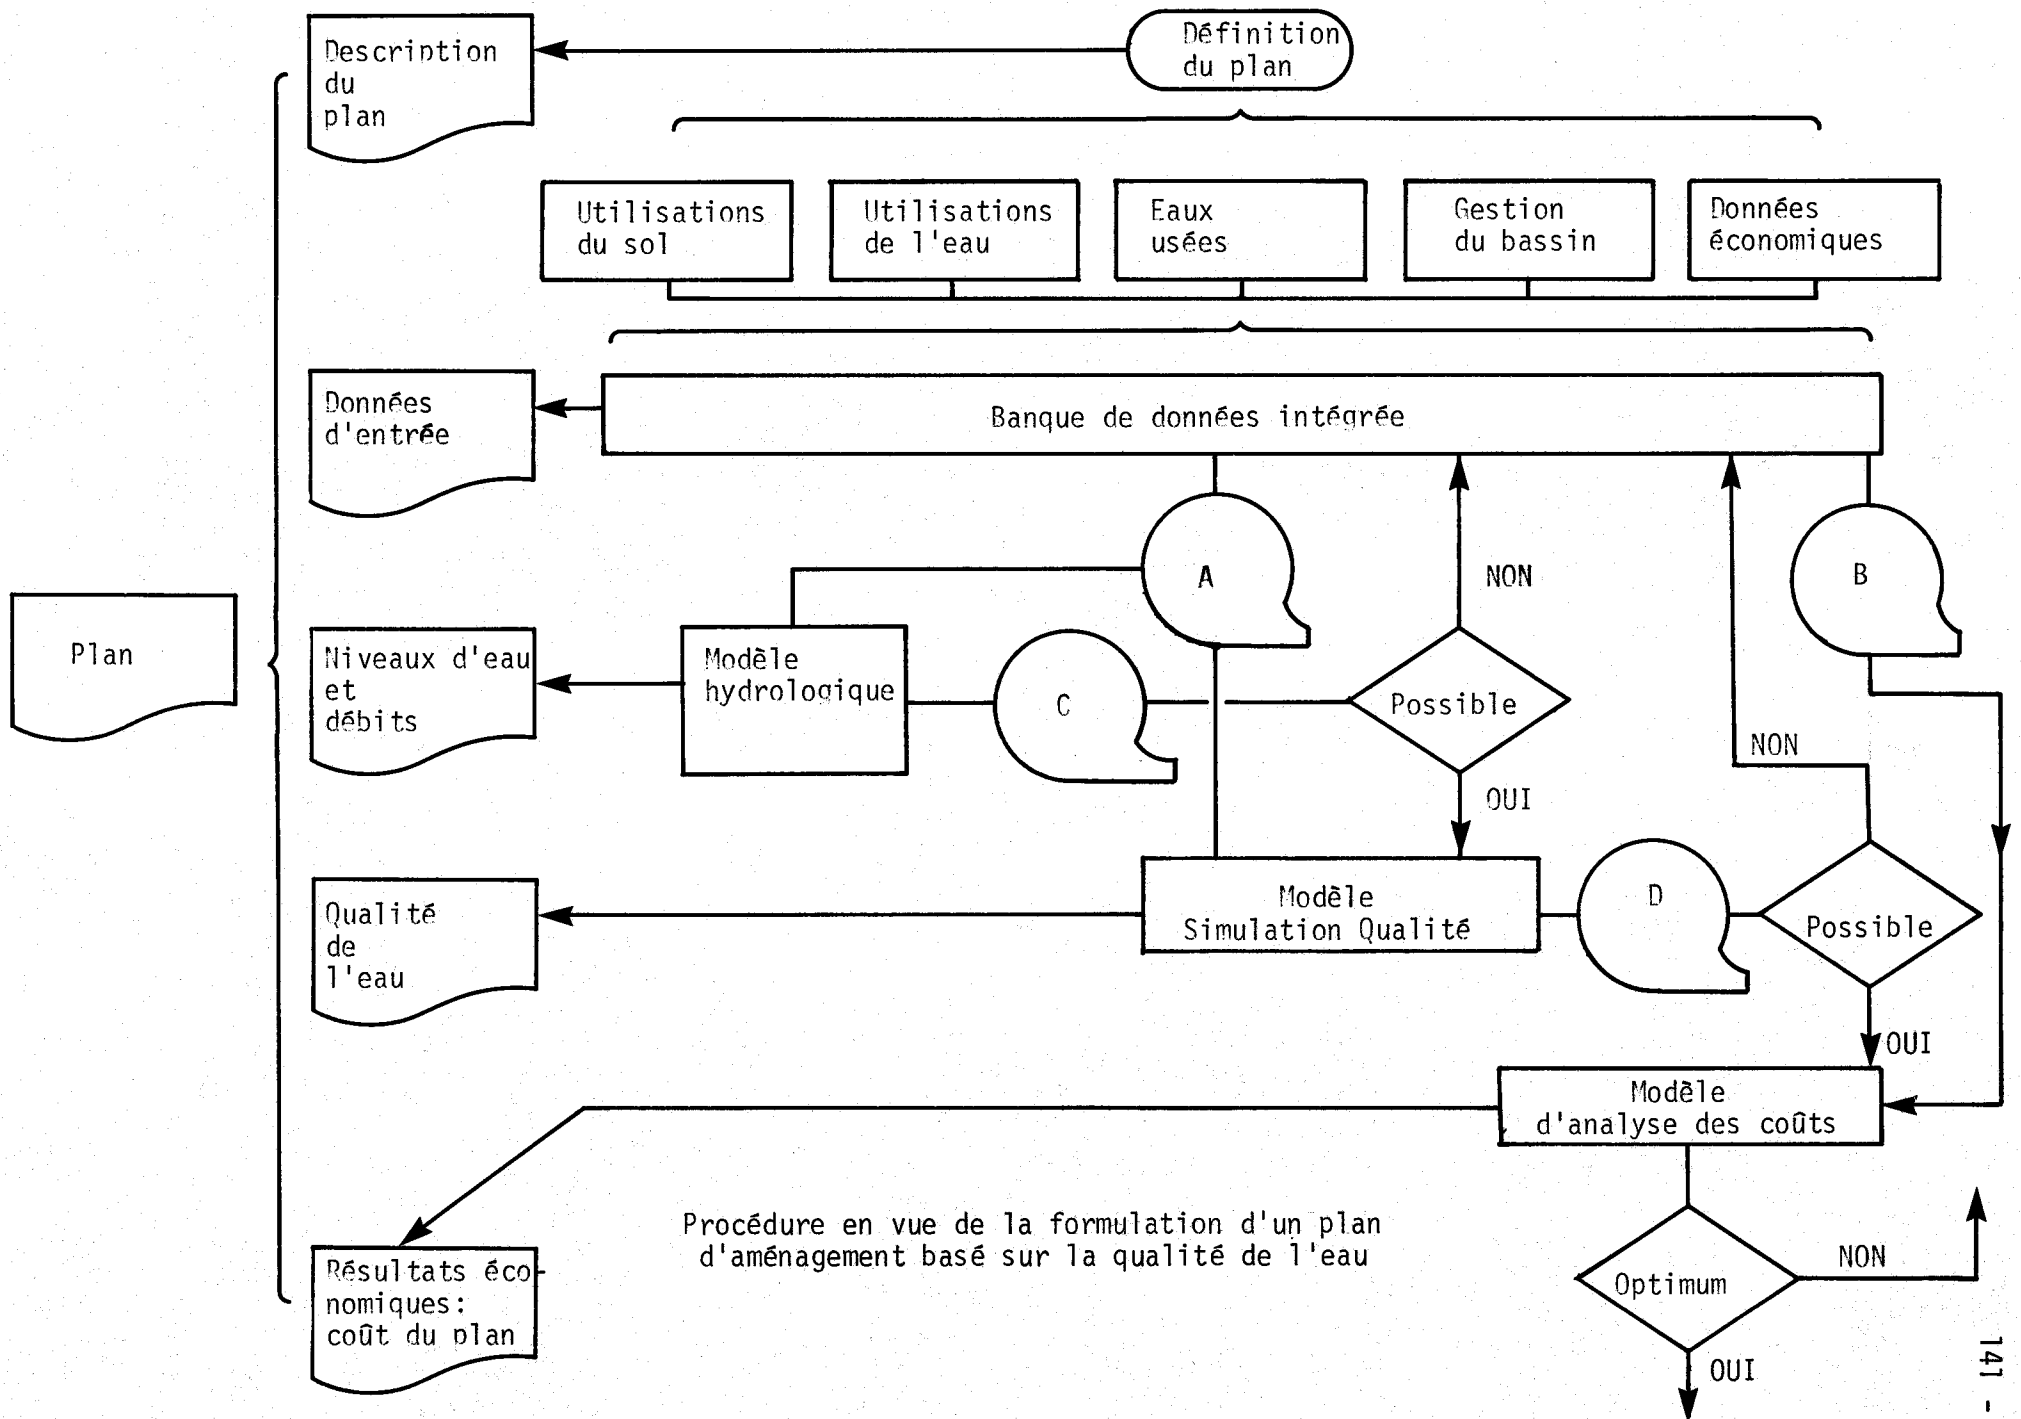 Définition
du plan
Description
du
plan
Utilisations
du sol
Utilisations
de l'eau
Eaux
usées
Gestion
du bassin
Données
économiques
Données
d'entrée
Banque de données intégrée
A
B
NON
Plan
Niveaux d'eau
et
débits
Modèle
hydrologique
C
Possible
NON
OUI
Qualité
de
l'eau
Modèle
Simulation Qualité
D
Possible
OUI
Modèle
d'analyse des coûts
Procédure en vue de la formulation d'un plan
d'aménagement basé sur la qualité de l'eau
Résultats éco-
nomiques:
coût du plan
Optimum
NON
OUI
141 -